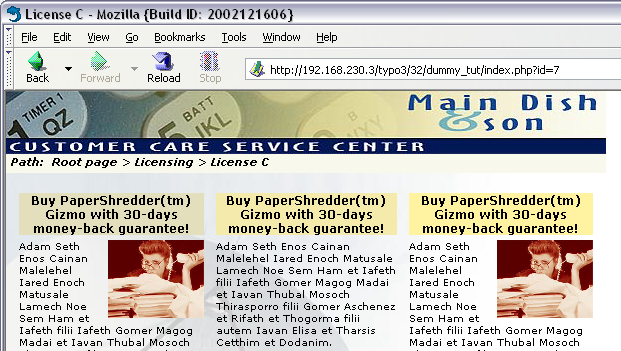 License C - Mozilla {Build ID: 2002121606}
File Edit View Go Bookmarks Tools Window Help
Back Forward Reload Stop http://192.168.230.3/typo3/32/dummy_tut/index.php?id=7
TIMER 1
1 QZ
BATT
5 JKL
WXY
Main Dish
& son
CUSTOMER CARE SERVICE CENTER
Path: Root page > Licensing > License C
Buy PaperShredder(tm)
Gizmo with 30-days
money-back guarantee!
Adam Seth
Enos Cainan
Malelehel
Iared Enoch
Matusale
Lamech Noe
Sem Ham et
Iafeth filii Iafeth Gomer Magog
Madai et Iavan Thubal Mosoch
Buy PaperShredder(tm)
Gizmo with 30-days
money-back guarantee!
Adam Seth Enos Cainan
Malelehel Iared Enoch Matusale
Lamech Noe Sem Ham et Iafeth
filii Iafeth Gomer Magog Madai
et Iavan Thubal Mosoch
Thirasporro filii Gomer Aschenez
et Rifath et Thogorma filii
autem Iavan Elisa et Tharsis
Cetthim et Dodanim.
Buy PaperShredder(tm)
Gizmo with 30-days
money-back guarantee!
Adam Seth
Enos Cainan
Malelehel
Iared Enoch
Matusale
Lamech Noe
Sem Ham et
Iafeth filii Iafeth Gomer Magog
Madai et Iavan Thubal Mosoch